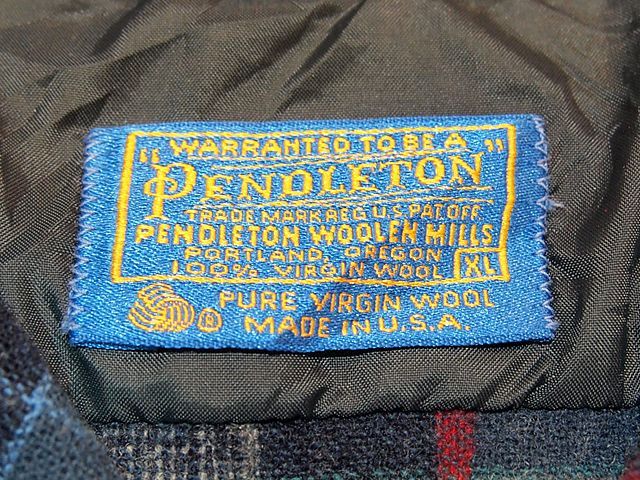 WARRANTED TO BE A
"PENDLETON"
TRADE MARK REG. U.S. PAT. OFF.
PENDLETON WOOLEN MILLS
PORTLAND, OREGON
100% VIRGIN WOOL XL
PURE VIRGIN WOOL
® MADE IN U.S.A.